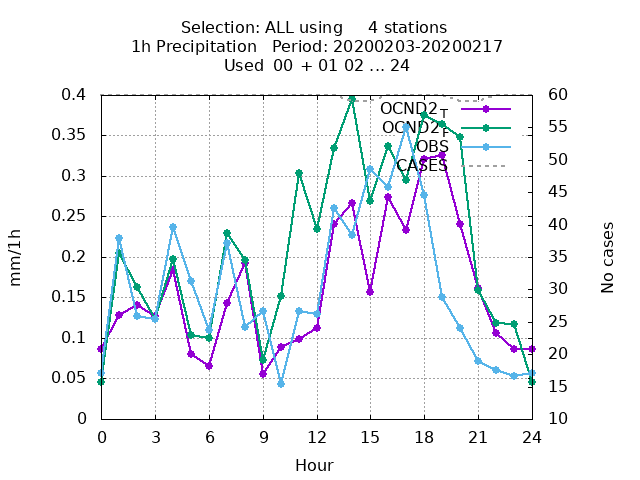 Selection: ALL using     4 stations
1h Precipitation   Period: 20200203-20200217
Used  00 + 01 02 ... 24
0.4
0.35
0.3
0.25
0.2
0.15
0.1
0.05
0
60
55
50
45
40
35
30
25
20
15
10
OCND2_T
OCND2_F
OBS
CASES
mm/1h
No cases
0 3 6 9 12 15 18 21 24
Hour